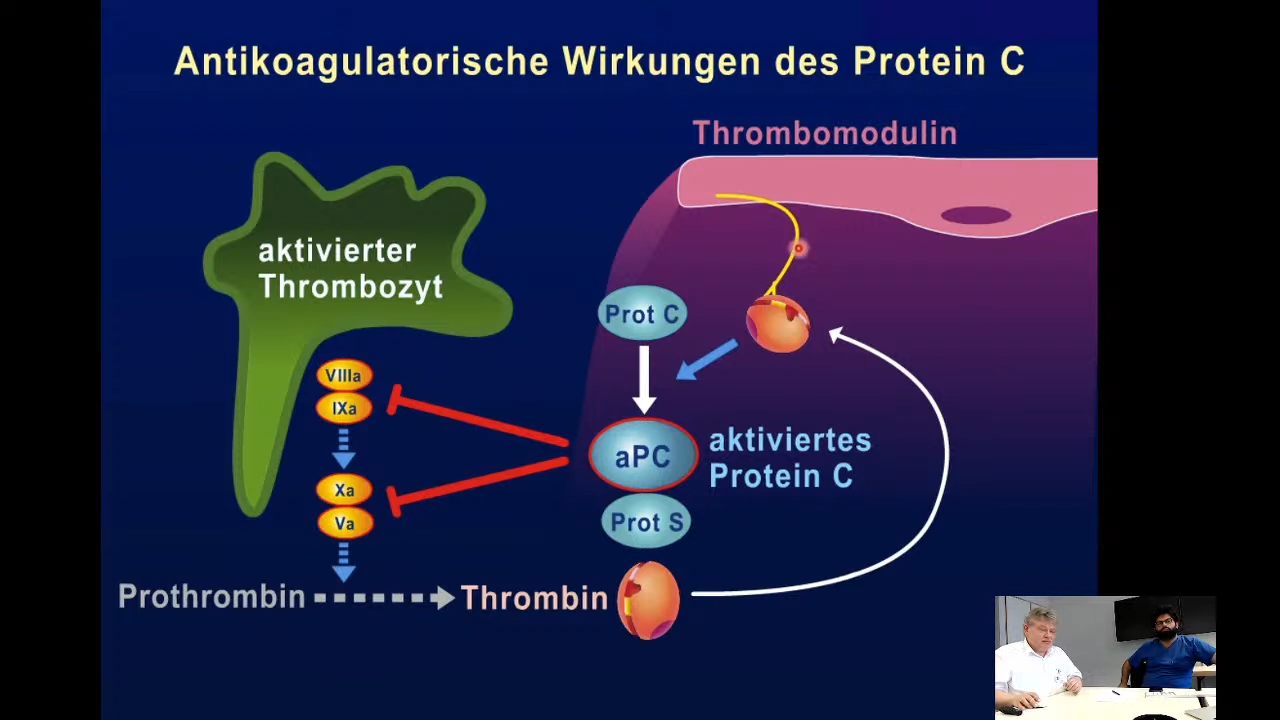 Antikoagulatorische Wirkungen des Protein C
Thrombomodulin
aktivierter
Thrombozyt
Prot C
VIIIa
IXa
aPC
aktiviertes
Protein C
Xa
Va
Prot S
Prothrombin
Thrombin